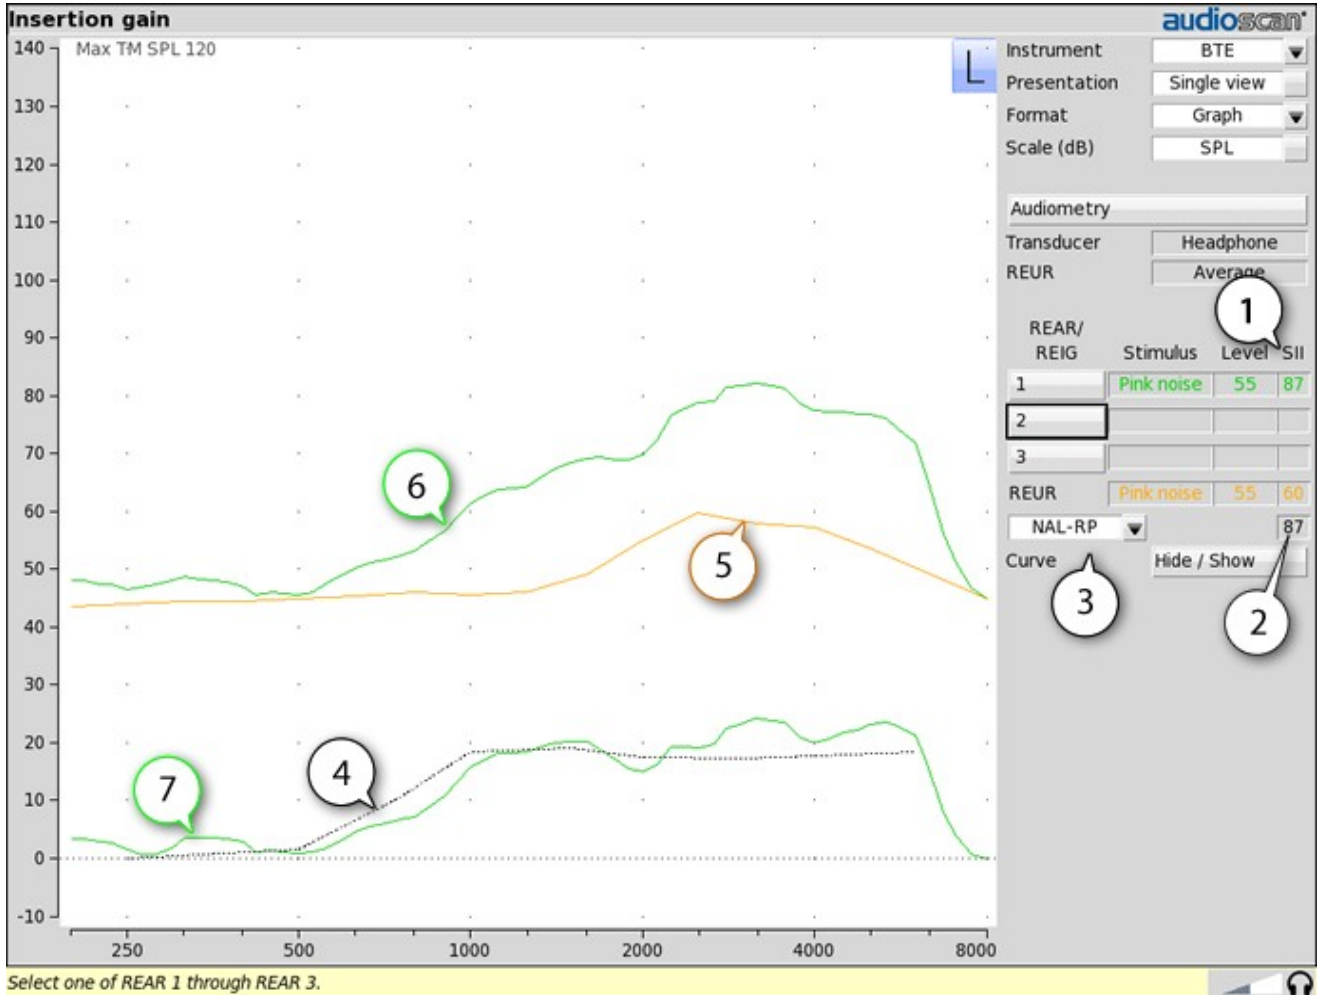 Insertion gain
audioscan
Max TM SPL 120
L
140
130
120
110
100
90
80
70
60
50
40
30
20
10
0
-10
250 500 1000 2000 4000 8000
6
5
4
7
Instrument BTE
Presentation Single view
Format Graph
Scale (dB) SPL
Audiometry
Transducer Headphone
REUR Average
1
REAR/
REIG Stimulus Level SII
1 Pink noise 55 87
2
3
REUR Pink noise 55 60
NAL-RP 87
Curve Hide / Show
3
2
Select one of REAR 1 through REAR 3.